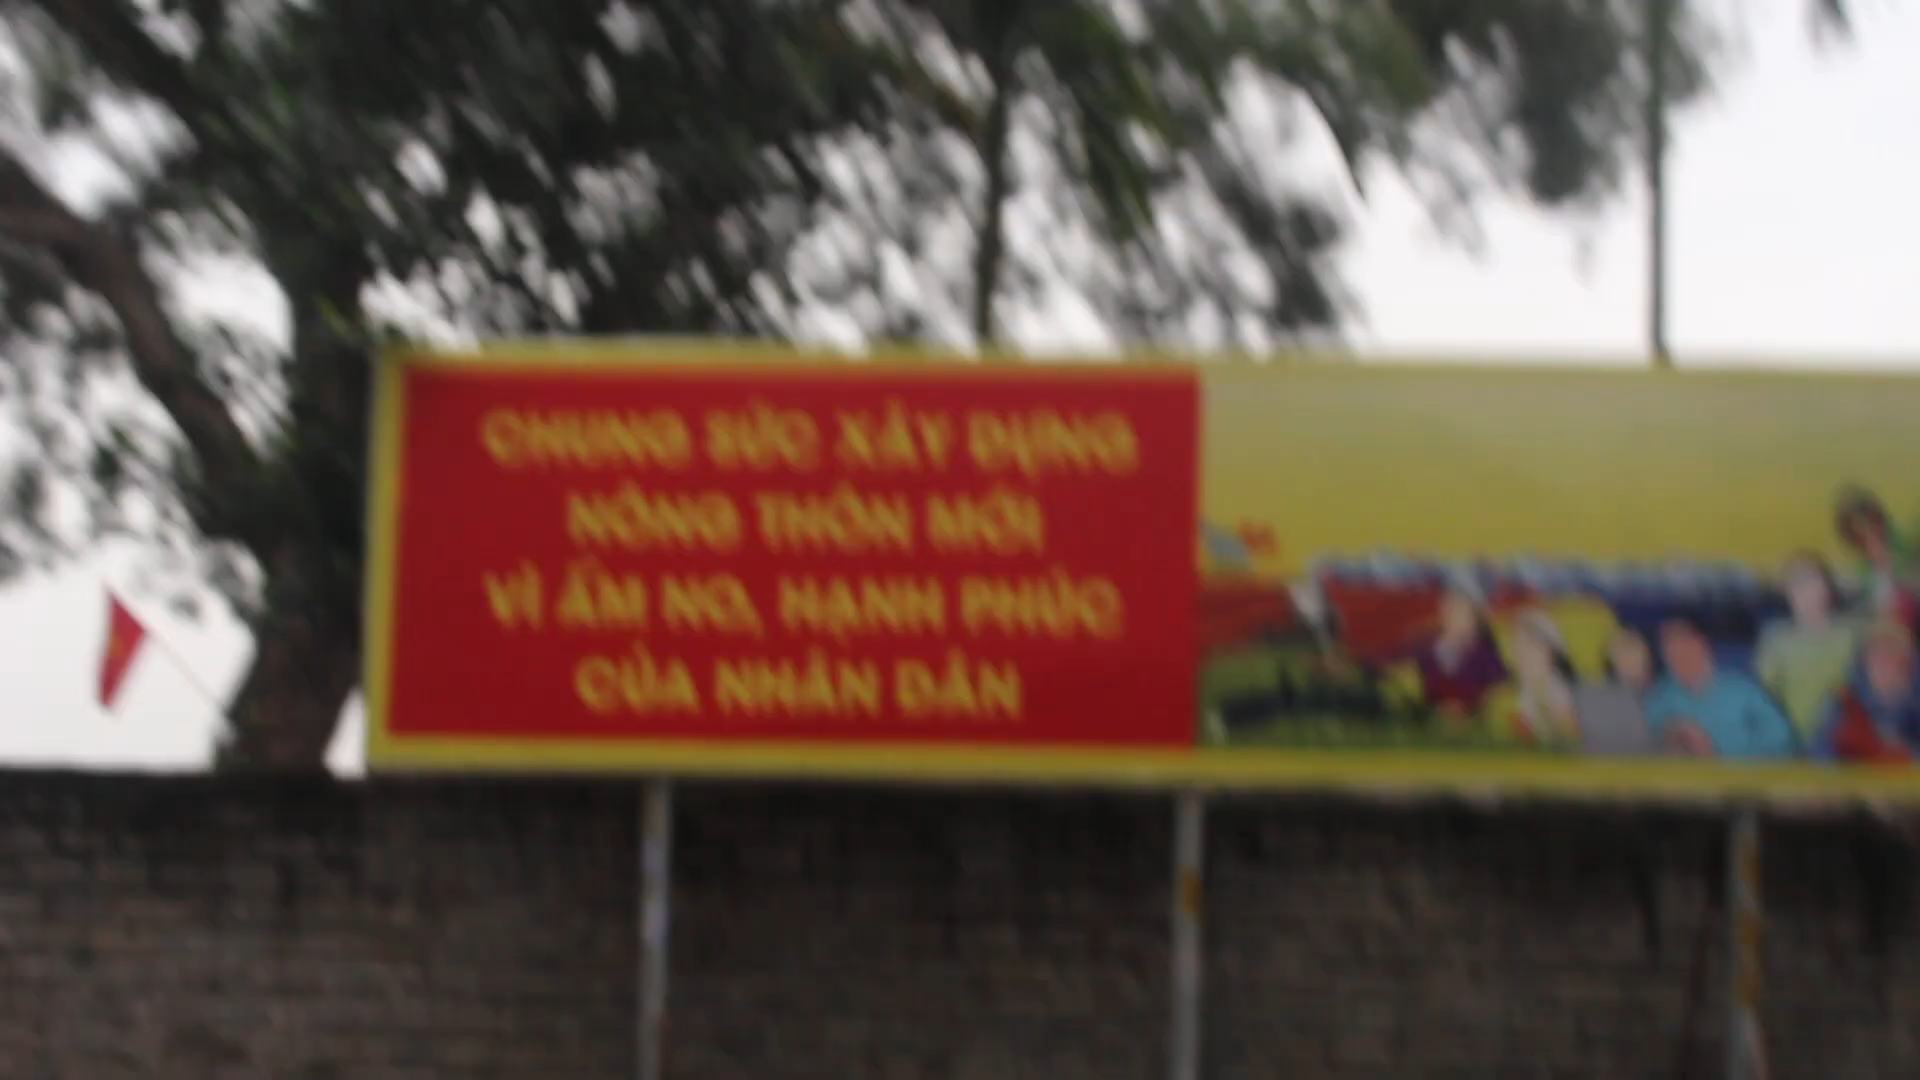 CHUNG SỨC XÂY DỰNG
NÔNG THÔN MỚI
VÌ ẤM NO, HẠNH PHÚC
CỦA NHÂN DÂN